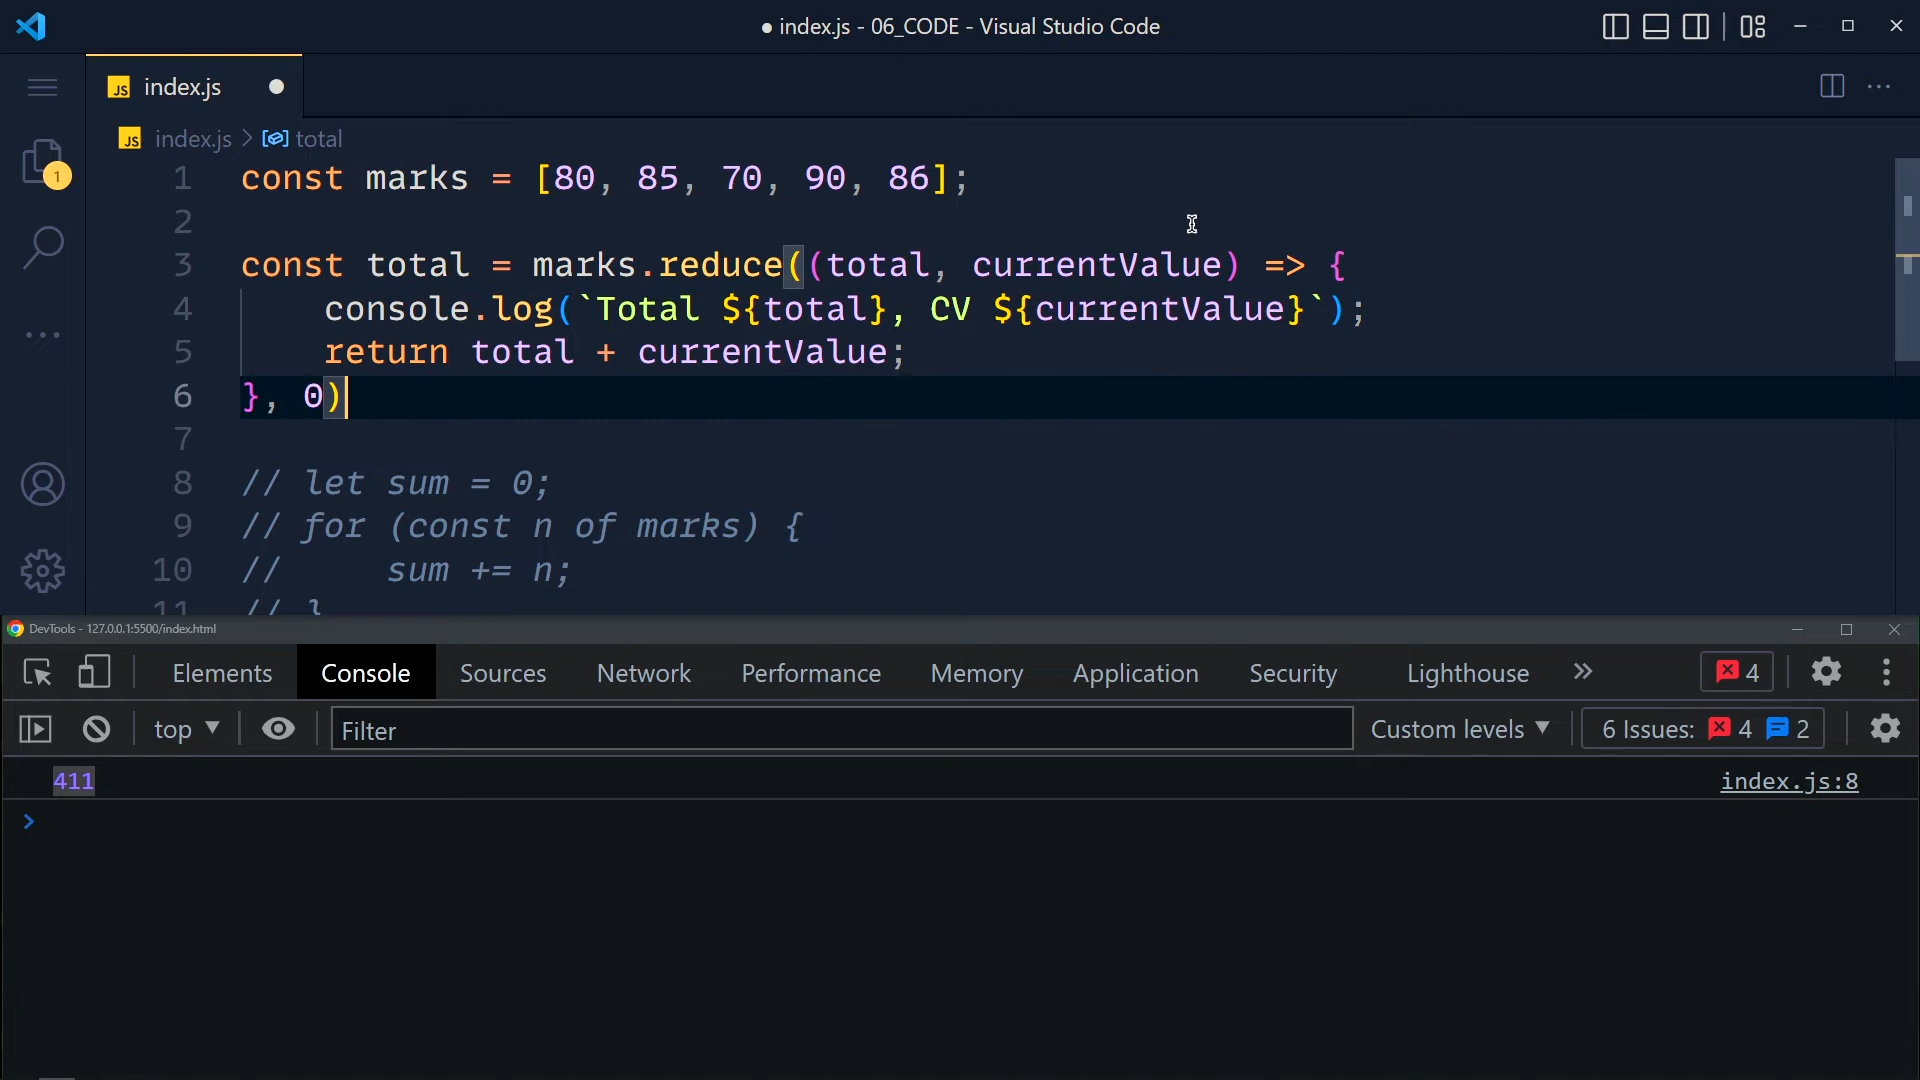 ● index.js - 06_CODE - Visual Studio Code
JS index.js
JS index.js > total
1
1 const marks = [80, 85, 70, 90, 86];
2
3 const total = marks.reduce((total, currentValue) => {
4 console.log(`Total ${total}, CV ${currentValue}`);
5 return total + currentValue;
6 }, 0)
7
8 // let sum = 0;
9 // for (const n of marks) {
10 // sum += n;
11 // }
DevTools - 127.0.0.1:5500/index.html
Elements Console Sources Network Performance Memory Application Security Lighthouse 4
top Filter Custom levels 6 Issues: 4 2
411 index.js:8